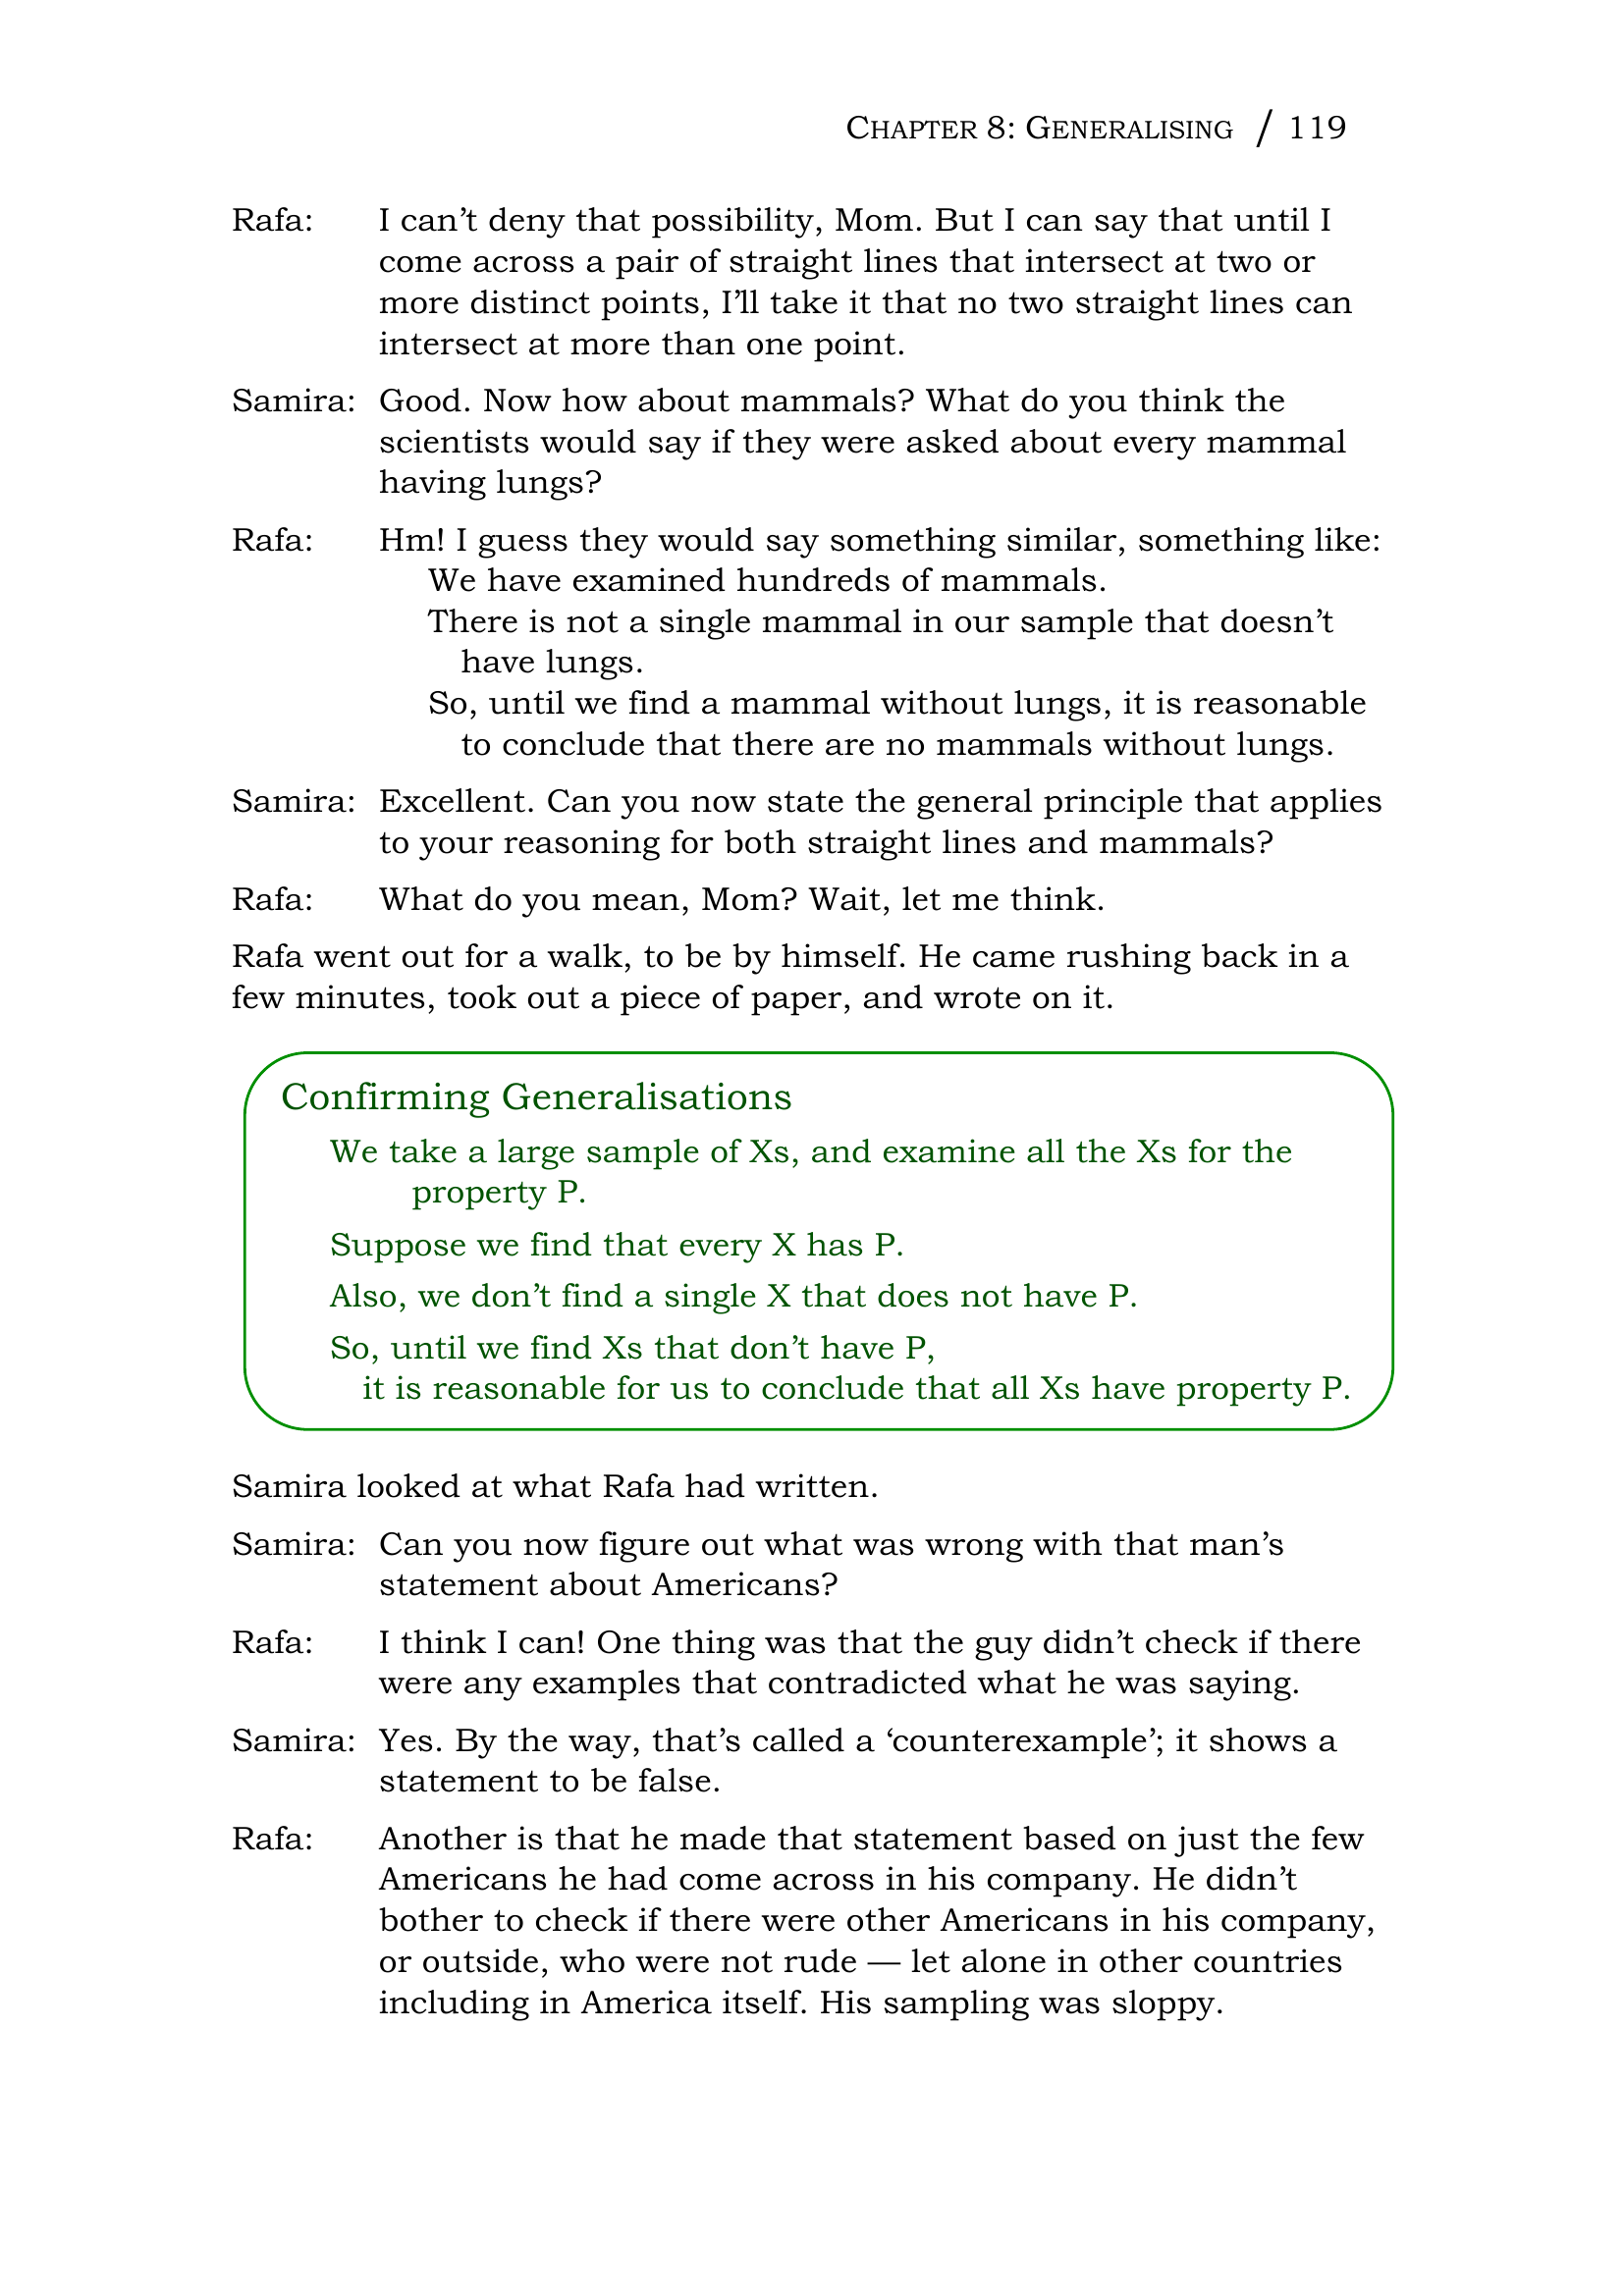 CHAPTER 8: GENERALISING / 119
Rafa: I can’t deny that possibility, Mom. But I can say that until I
come across a pair of straight lines that intersect at two or
more distinct points, I’ll take it that no two straight lines can
intersect at more than one point.
Samira: Good. Now how about mammals? What do you think the
scientists would say if they were asked about every mammal
having lungs?
Rafa: Hm! I guess they would say something similar, something like:
We have examined hundreds of mammals.
There is not a single mammal in our sample that doesn’t
have lungs.
So, until we find a mammal without lungs, it is reasonable
to conclude that there are no mammals without lungs.
Samira: Excellent. Can you now state the general principle that applies
to your reasoning for both straight lines and mammals?
Rafa: What do you mean, Mom? Wait, let me think.
Rafa went out for a walk, to be by himself. He came rushing back in a
few minutes, took out a piece of paper, and wrote on it.
Confirming Generalisations
We take a large sample of Xs, and examine all the Xs for the
property P.
Suppose we find that every X has P.
Also, we don’t find a single X that does not have P.
So, until we find Xs that don’t have P,
it is reasonable for us to conclude that all Xs have property P.
Samira looked at what Rafa had written.
Samira: Can you now figure out what was wrong with that man’s
statement about Americans?
Rafa: I think I can! One thing was that the guy didn’t check if there
were any examples that contradicted what he was saying.
Samira: Yes. By the way, that’s called a ‘counterexample’; it shows a
statement to be false.
Rafa: Another is that he made that statement based on just the few
Americans he had come across in his company. He didn’t
bother to check if there were other Americans in his company,
or outside, who were not rude — let alone in other countries
including in America itself. His sampling was sloppy.